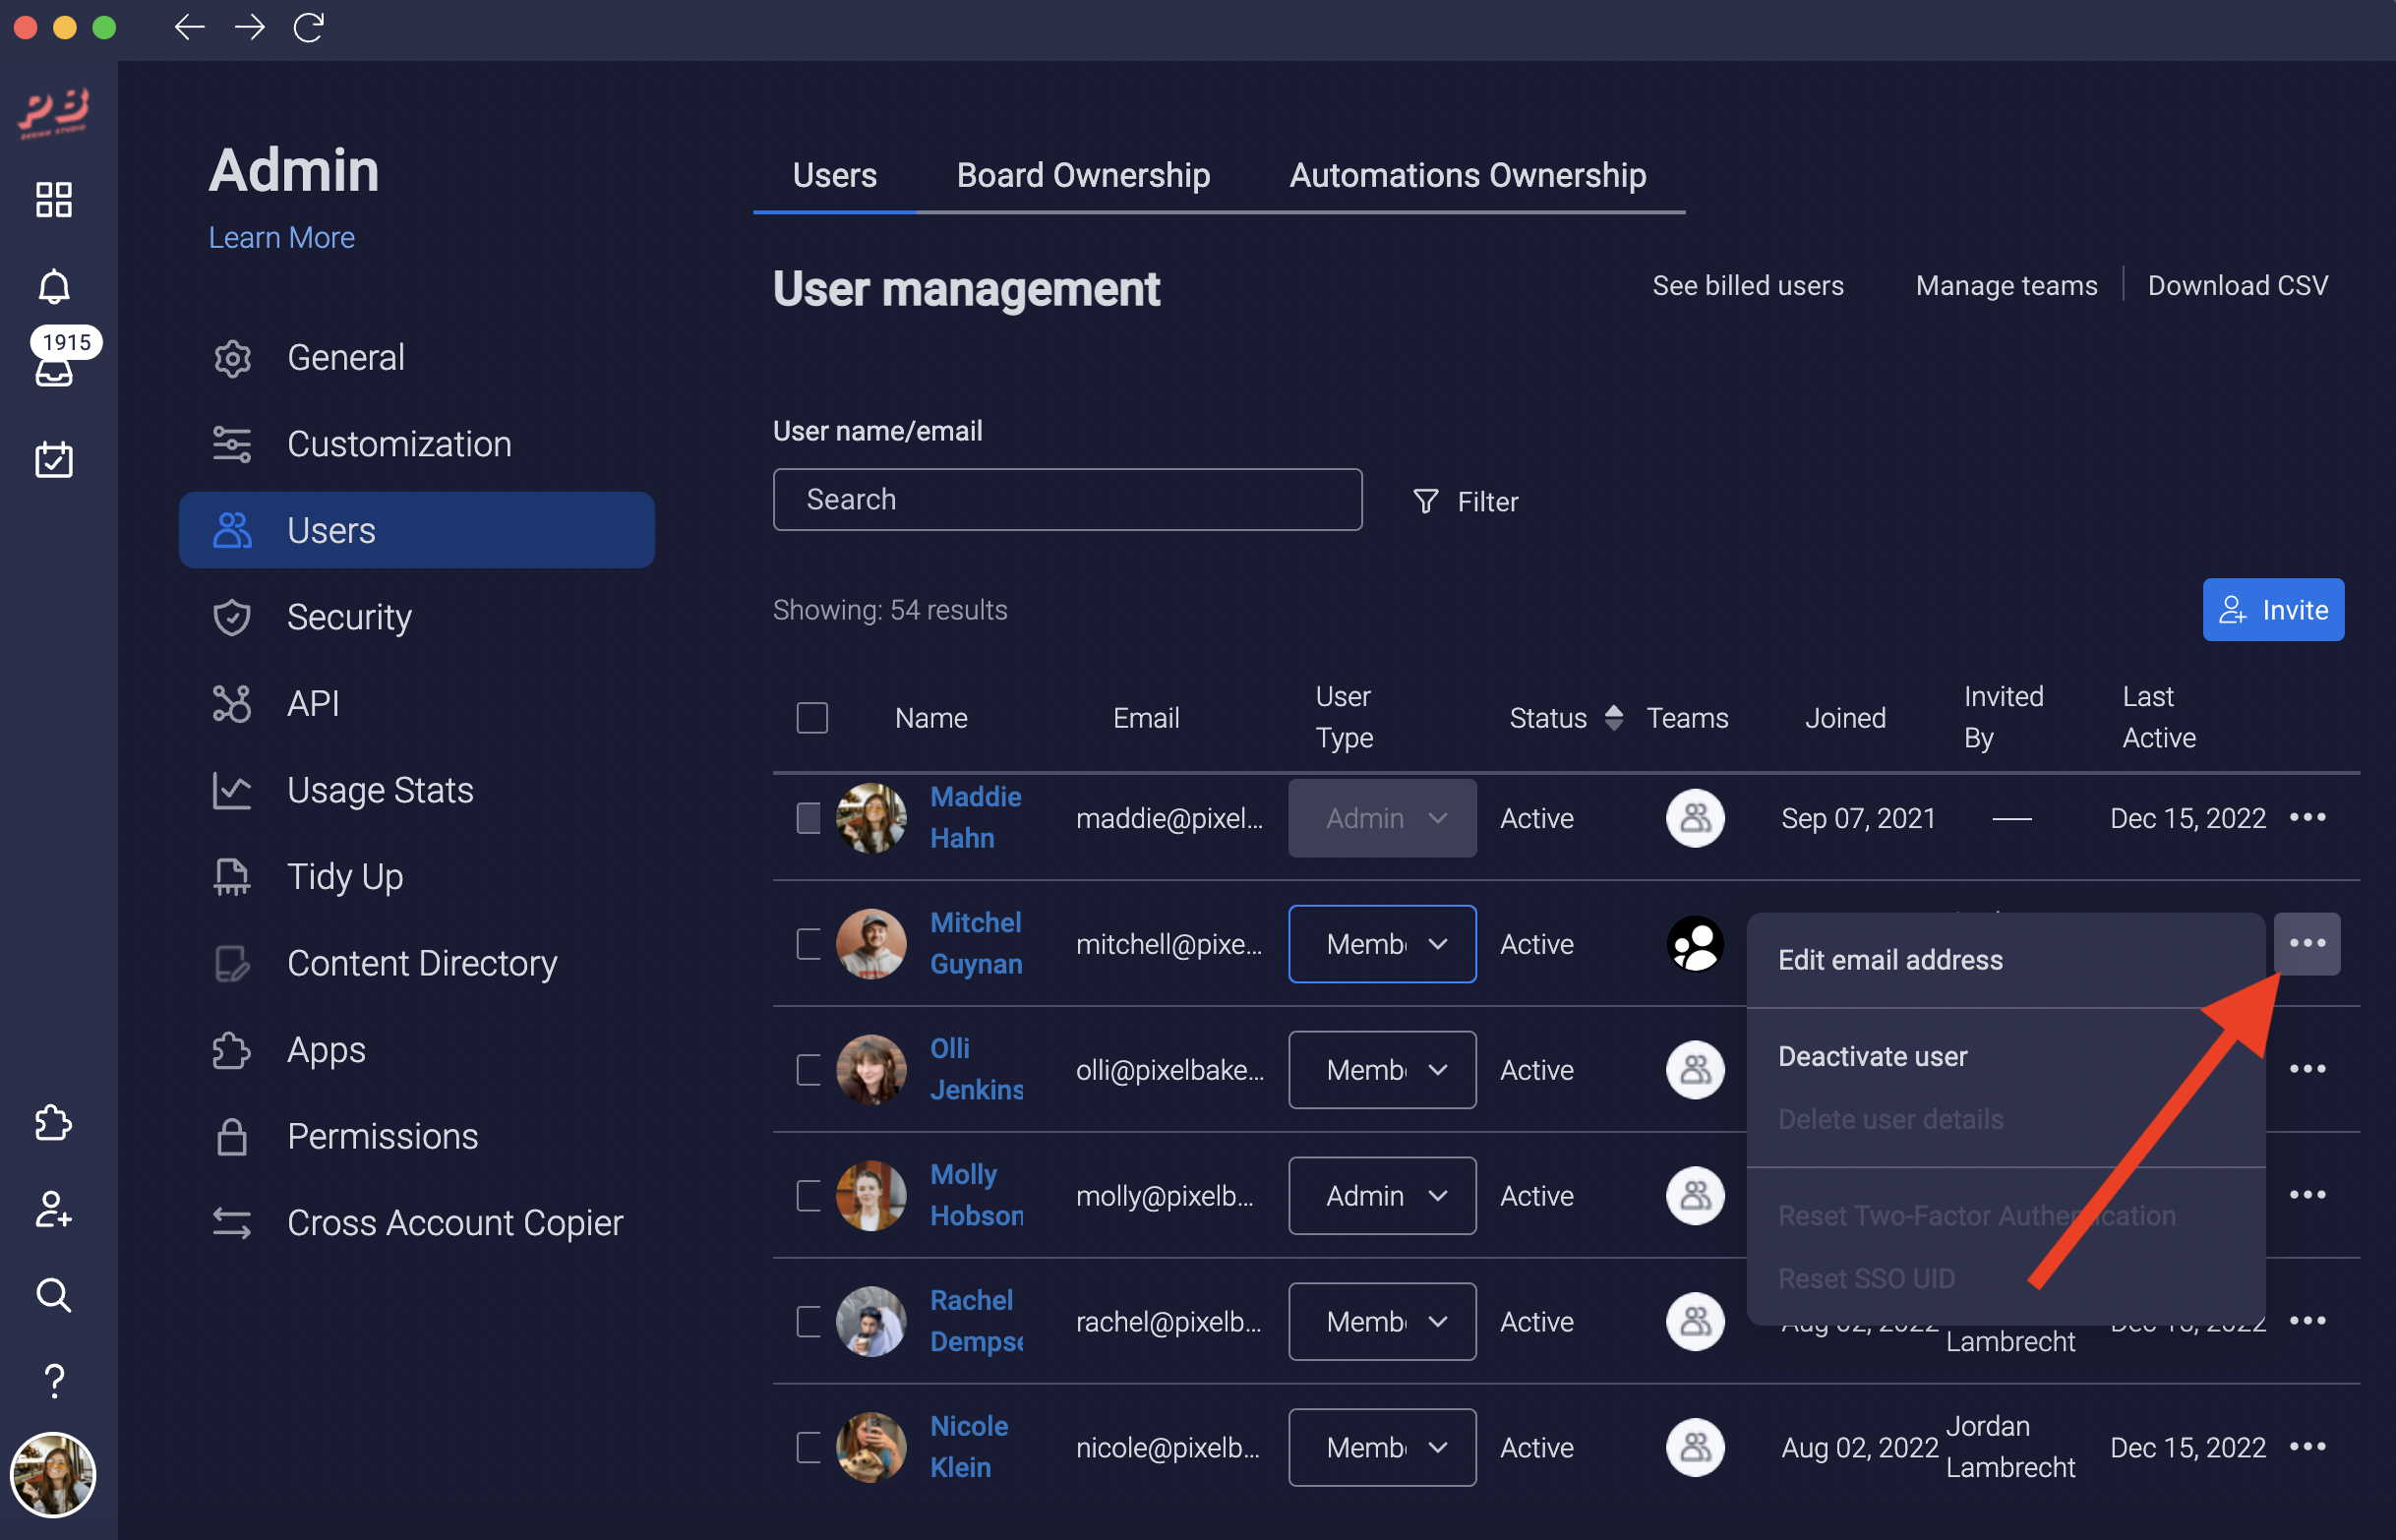 PB
DESIGN STUDIO
1915
Admin
Learn More
General
Customization
Users
Security
API
Usage Stats
Tidy Up
Content Directory
Apps
Permissions
Cross Account Copier
Users Board Ownership Automations Ownership
User management
See billed users Manage teams Download CSV
User name/email
Search
Filter
Showing: 54 results
Invite
Name Email User Type Status Teams Joined Invited By Last Active
Maddie Hahn maddie@pixel... Admin Active Sep 07, 2021 — Dec 15, 2022
Mitchel Guynan mitchell@pixe... Memb Active
Olli Jenkins olli@pixelbake... Memb Active
Molly Hobson molly@pixelb... Admin Active
Rachel Dempse rachel@pixelb... Memb Active Aug 02, 2022 Lambrecht
Nicole Klein nicole@pixelb... Memb Active Aug 02, 2022 Jordan Lambrecht Dec 15, 2022
Edit email address
Deactivate user
Delete user details
Reset Two-Factor Authentication
Reset SSO UID